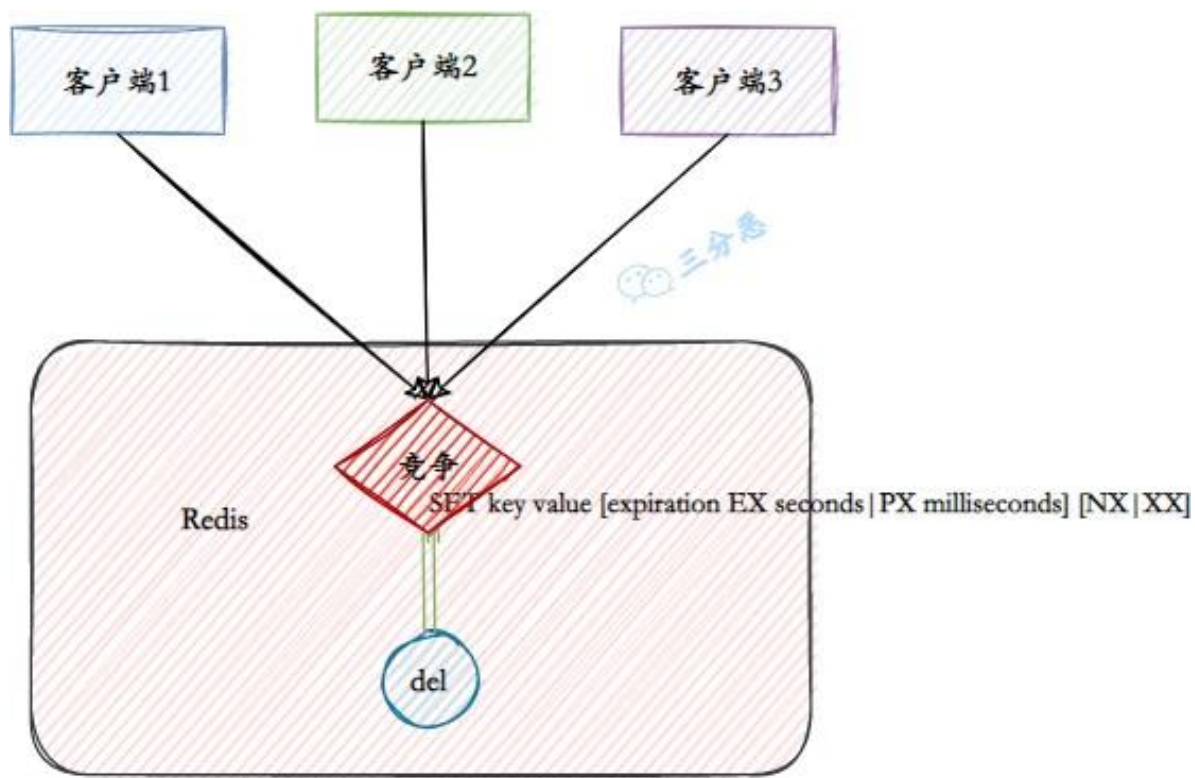 客户端1
客户端2
客户端3
三分恶
竞争
SET key value [expiration EX seconds|PX milliseconds] [NX|XX]
Redis
del